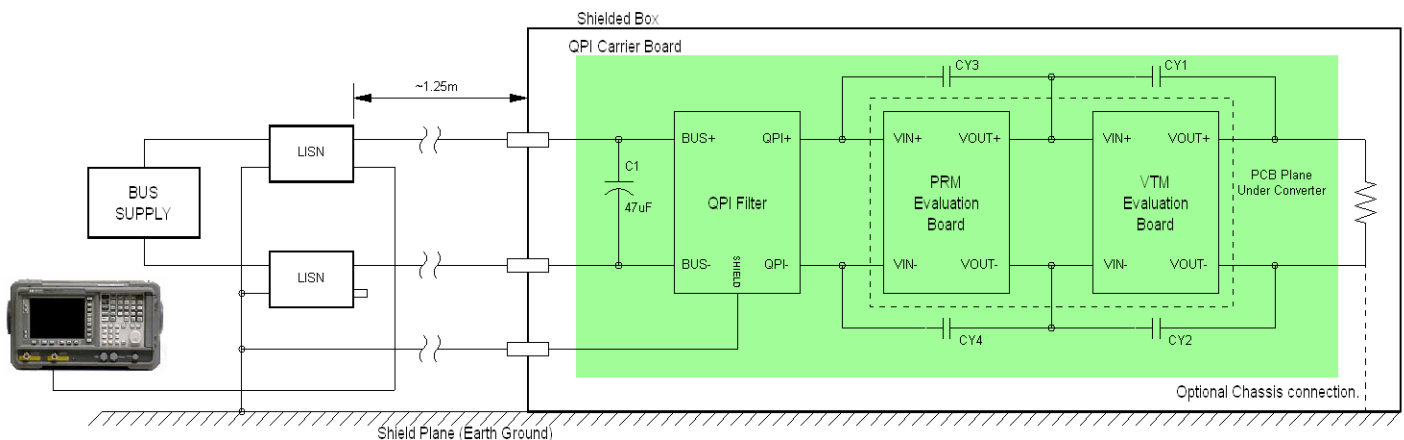 Shielded Box
QPI Carrier Board
~1.25m
CY3
CY1
LISN
BUS+
QPI+
VIN+
VOUT+
VIN+
VOUT+
C1
47uF
BUS
SUPPLY
QPI Filter
PRM
Evaluation
Board
VTM
Evaluation
Board
PCB Plane
Under Converter
LISN
BUS-
SHIELD
QPI-
VIN-
VOUT-
VIN-
VOUT-
CY4
CY2
Optional Chassis connection.
Shield Plane (Earth Ground)